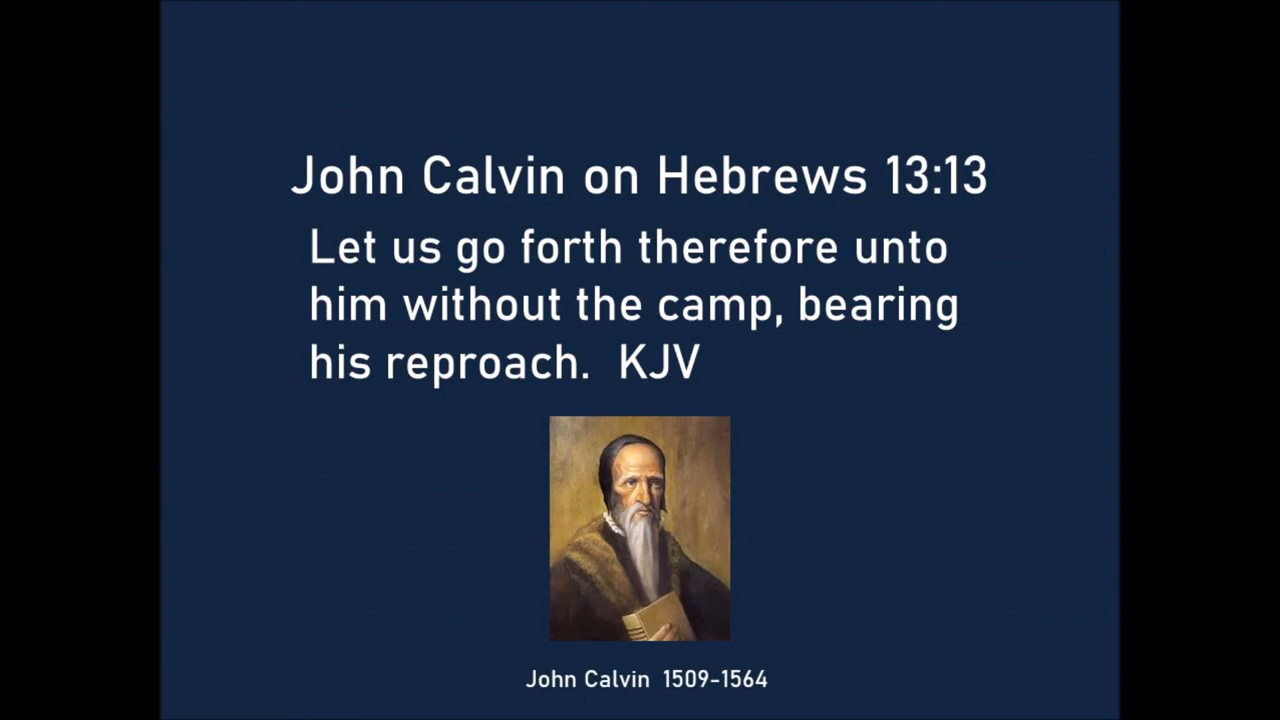 John Calvin on Hebrews 13:13
Let us go forth therefore unto
him without the camp, bearing
his reproach.  KJV
John Calvin  1509-1564